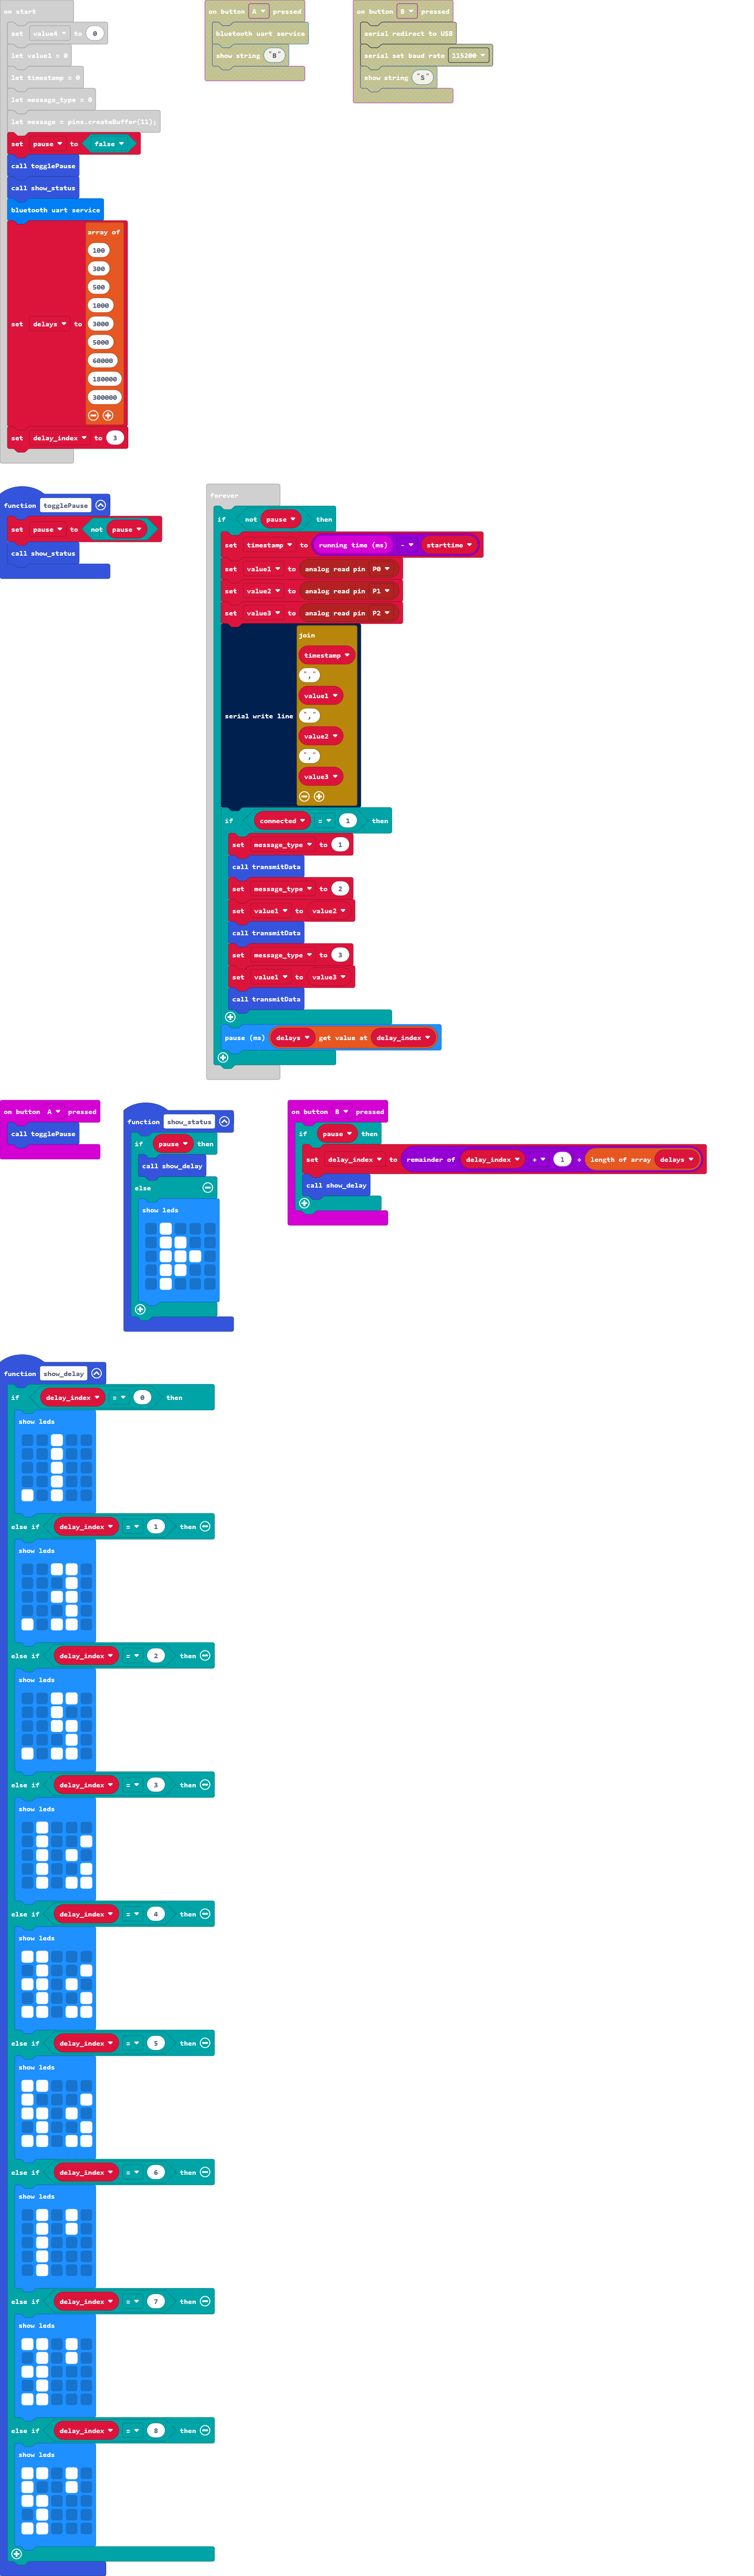 on start
set value4 to 0
let value1 = 0
let timestamp = 0
let message_type = 0
let message = pins.createBuffer(11);
set pause to false
call togglePause
call show_status
bluetooth uart service
array of
100
300
500
1000
set delays to 3000
5000
60000
180000
300000
set delay_index to 3
on button A pressed
bluetooth uart service
show string "B"
on button B pressed
serial redirect to USB
serial set baud rate 115200
show string "S"
function togglePause
set pause to not pause
call show_status
forever
if not pause then
set timestamp to running time (ms) - starttime
set value1 to analog read pin P0
set value2 to analog read pin P1
set value3 to analog read pin P2
join
timestamp
","
value1
serial write line ","
value2
","
value3
if connected = 1 then
set message_type to 1
call transmitData
set message_type to 2
set value1 to value2
call transmitData
set message_type to 3
set value1 to value3
call transmitData
pause (ms) delays get value at delay_index
on button A pressed
call togglePause
function show_status
if pause then
call show_delay
else
show leds
on button B pressed
if pause then
set delay_index to remainder of delay_index + 1 ÷ length of array delays
call show_delay
function show_delay
if delay_index = 0 then
show leds
else if delay_index = 1 then
show leds
else if delay_index = 2 then
show leds
else if delay_index = 3 then
show leds
else if delay_index = 4 then
show leds
else if delay_index = 5 then
show leds
else if delay_index = 6 then
show leds
else if delay_index = 7 then
show leds
else if delay_index = 8 then
show leds